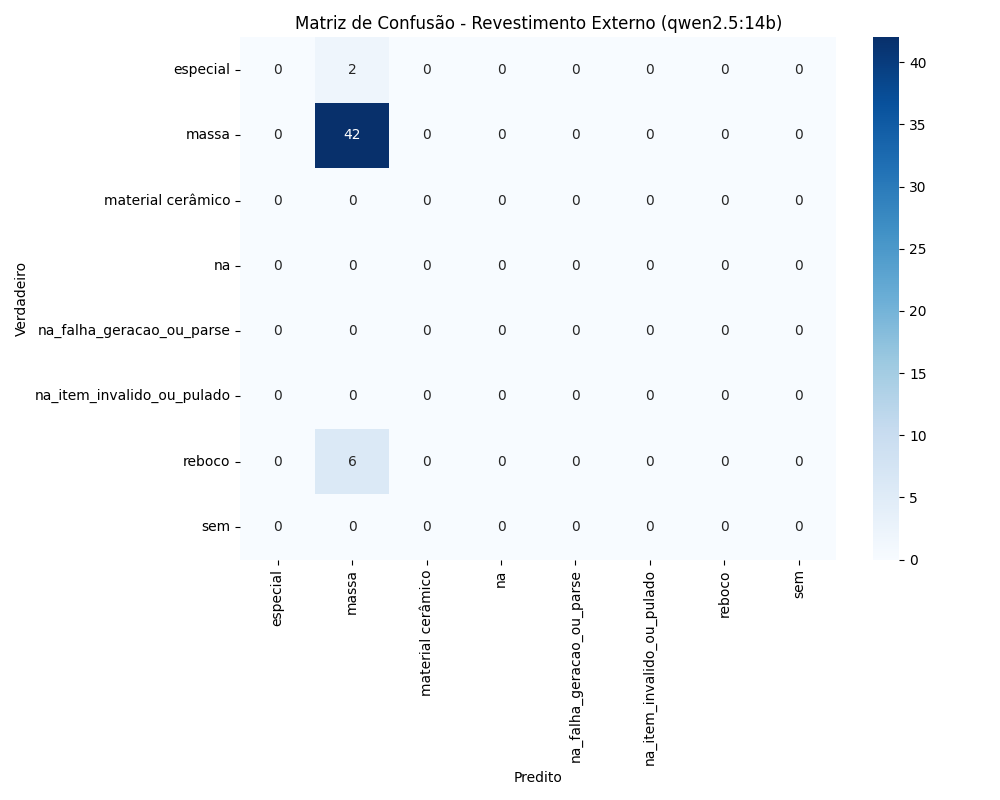 Matriz de Confusão - Revestimento Externo (qwen2.5:14b)
especial 0 2 0 0 0 0 0 0
massa 0 42 0 0 0 0 0 0
material cerâmico 0 0 0 0 0 0 0 0
na 0 0 0 0 0 0 0 0
na_falha_geracao_ou_parse 0 0 0 0 0 0 0 0
na_item_invalido_ou_pulado 0 0 0 0 0 0 0 0
reboco 0 6 0 0 0 0 0 0
sem 0 0 0 0 0 0 0 0
Verdadeiro
especial
massa
material cerâmico
na
na_falha_geracao_ou_parse
na_item_invalido_ou_pulado
reboco
sem
Predito
40
35
30
25
20
15
10
5
0